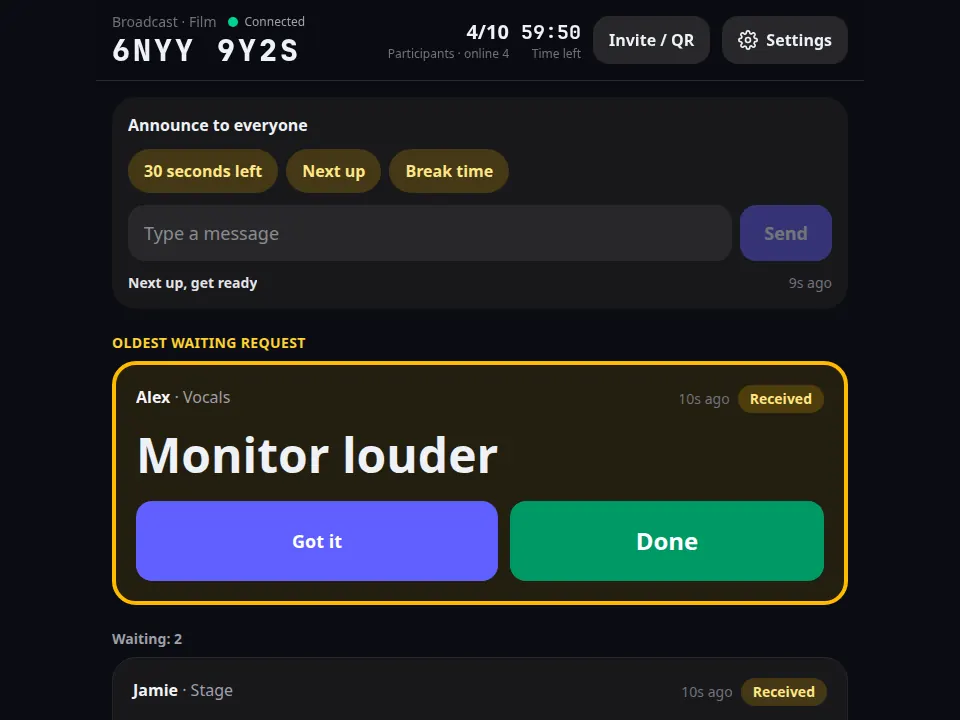 Broadcast · Film Connected
6NYY 9Y2S
4/10 59:50
Participants · online 4 Time left
Invite / QR
Settings
Announce to everyone
30 seconds left Next up Break time
Type a message Send
Next up, get ready 9s ago
OLDEST WAITING REQUEST
Alex · Vocals 10s ago Received
Monitor louder
Got it Done
Waiting: 2
Jamie · Stage 10s ago Received